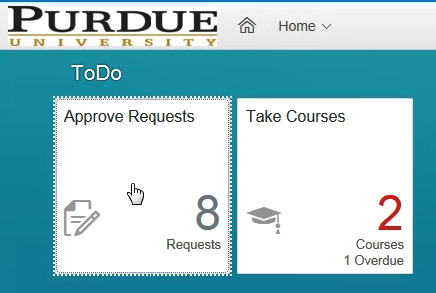 PURDUE
UNIVERSITY
Home
ToDo
Approve Requests
8
Requests
Take Courses
2
Courses
1 Overdue